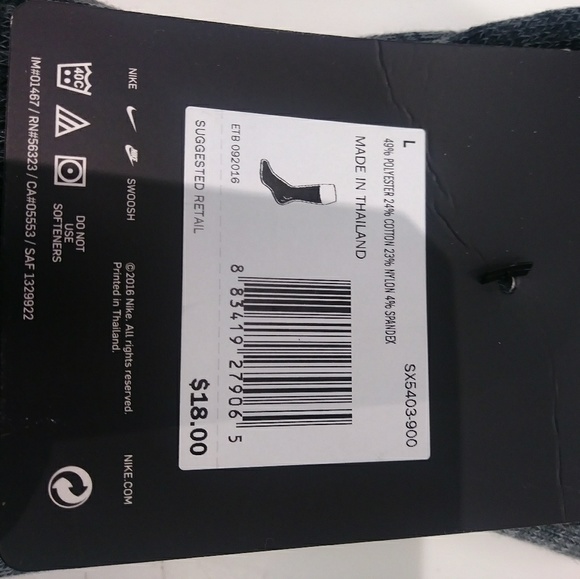 L
49% POLYESTER 24% COTTON 23% NYLON 4% SPANDEX
SX5403-900
MADE IN THAILAND
ETB 092016
8 83419 27906 5
SUGGESTED RETAIL
$18.00
NIKE
SWOOSH
©2016 Nike. All rights reserved.
Printed in Thailand.
NIKE.COM
40C
DO NOT
USE
SOFTENERS
IM#01467 / RN#56323 / CA#05553 / SAF 1329922